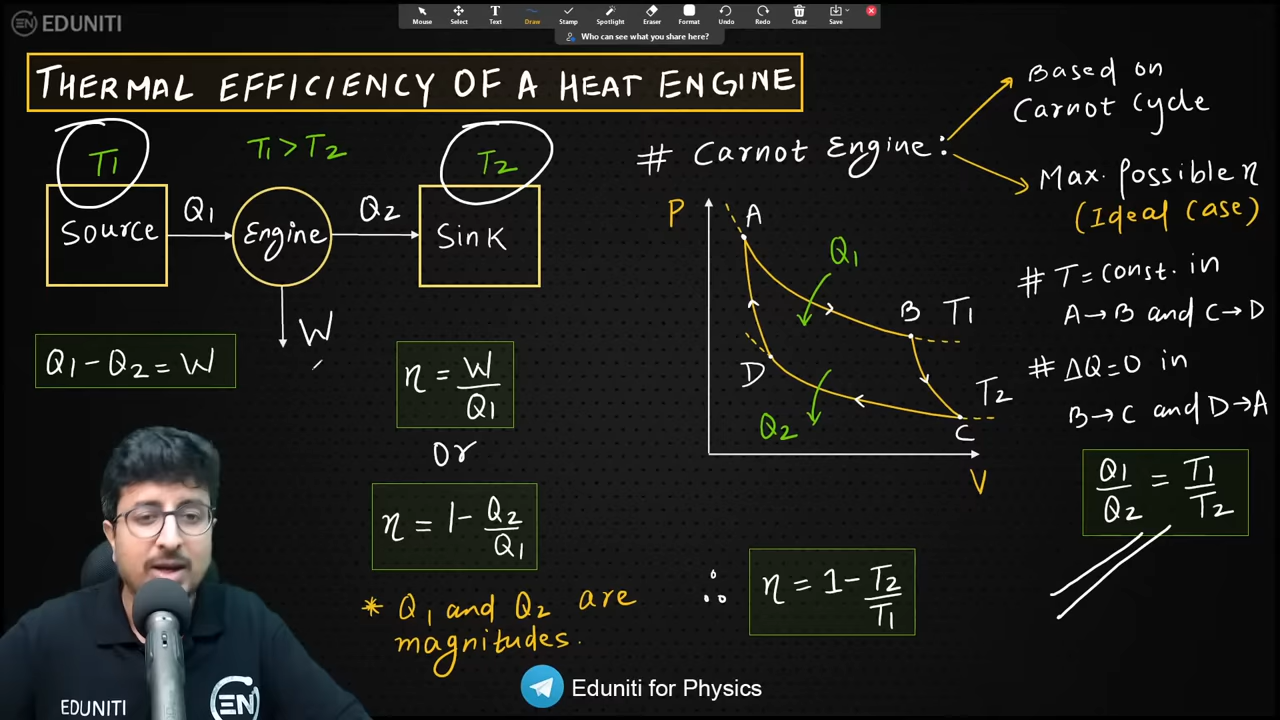 EN EDUNITI
Mouse Select Text Draw Stamp Spotlight Eraser Format Undo Redo Clear Save
Who can see what you share here?
THERMAL EFFICIENCY OF A HEAT ENGINE
T1
T1 > T2
T2
Source
Q1
Engine
Q2
Sink
W
Q1 - Q2 = W
η = W/Q1
or
η = 1 - Q2/Q1
* Q1 and Q2 are
magnitudes.
# Carnot Engine :
Based on
Carnot Cycle
Max. possible η
(Ideal case)
P
A
Q1
B
T1
D
Q2
T2
C
V
# T = const. in
A→B and C→D
# ΔQ=0 in
B→C and D→A
Q1/Q2 = T1/T2
∴ η = 1 - T2/T1
Eduniti for Physics
EDUNITI
EN